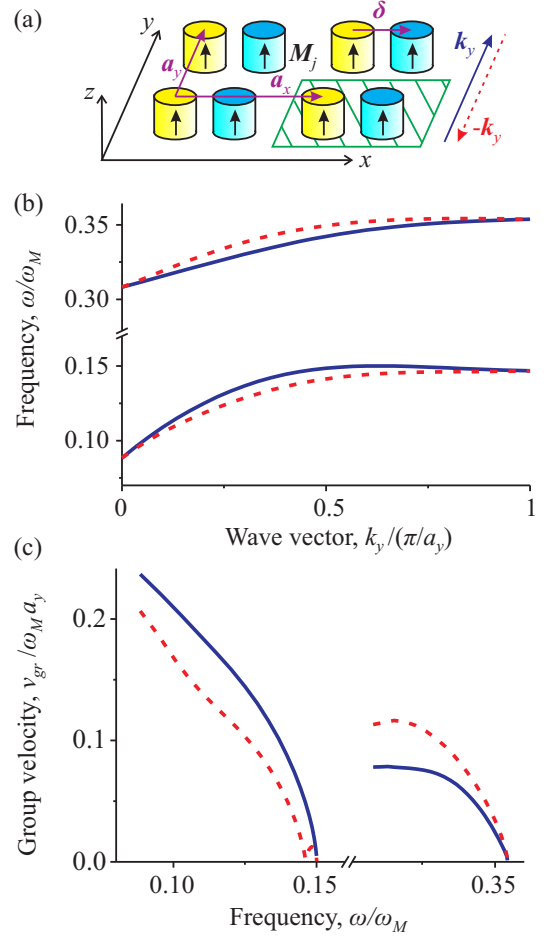 (a)
y
δ
a_y
M_j
k_y
a_x
z
-k_y
x
(b)
0.35
0.30
0.15
0.10
Frequency, ω/ω_M
0
0.5
1
Wave vector, k_y/(π/a_y)
(c)
0.2
0.1
0.0
Group velocity, v_gr/ω_M a_y
0.10
0.15
0.35
Frequency, ω/ω_M